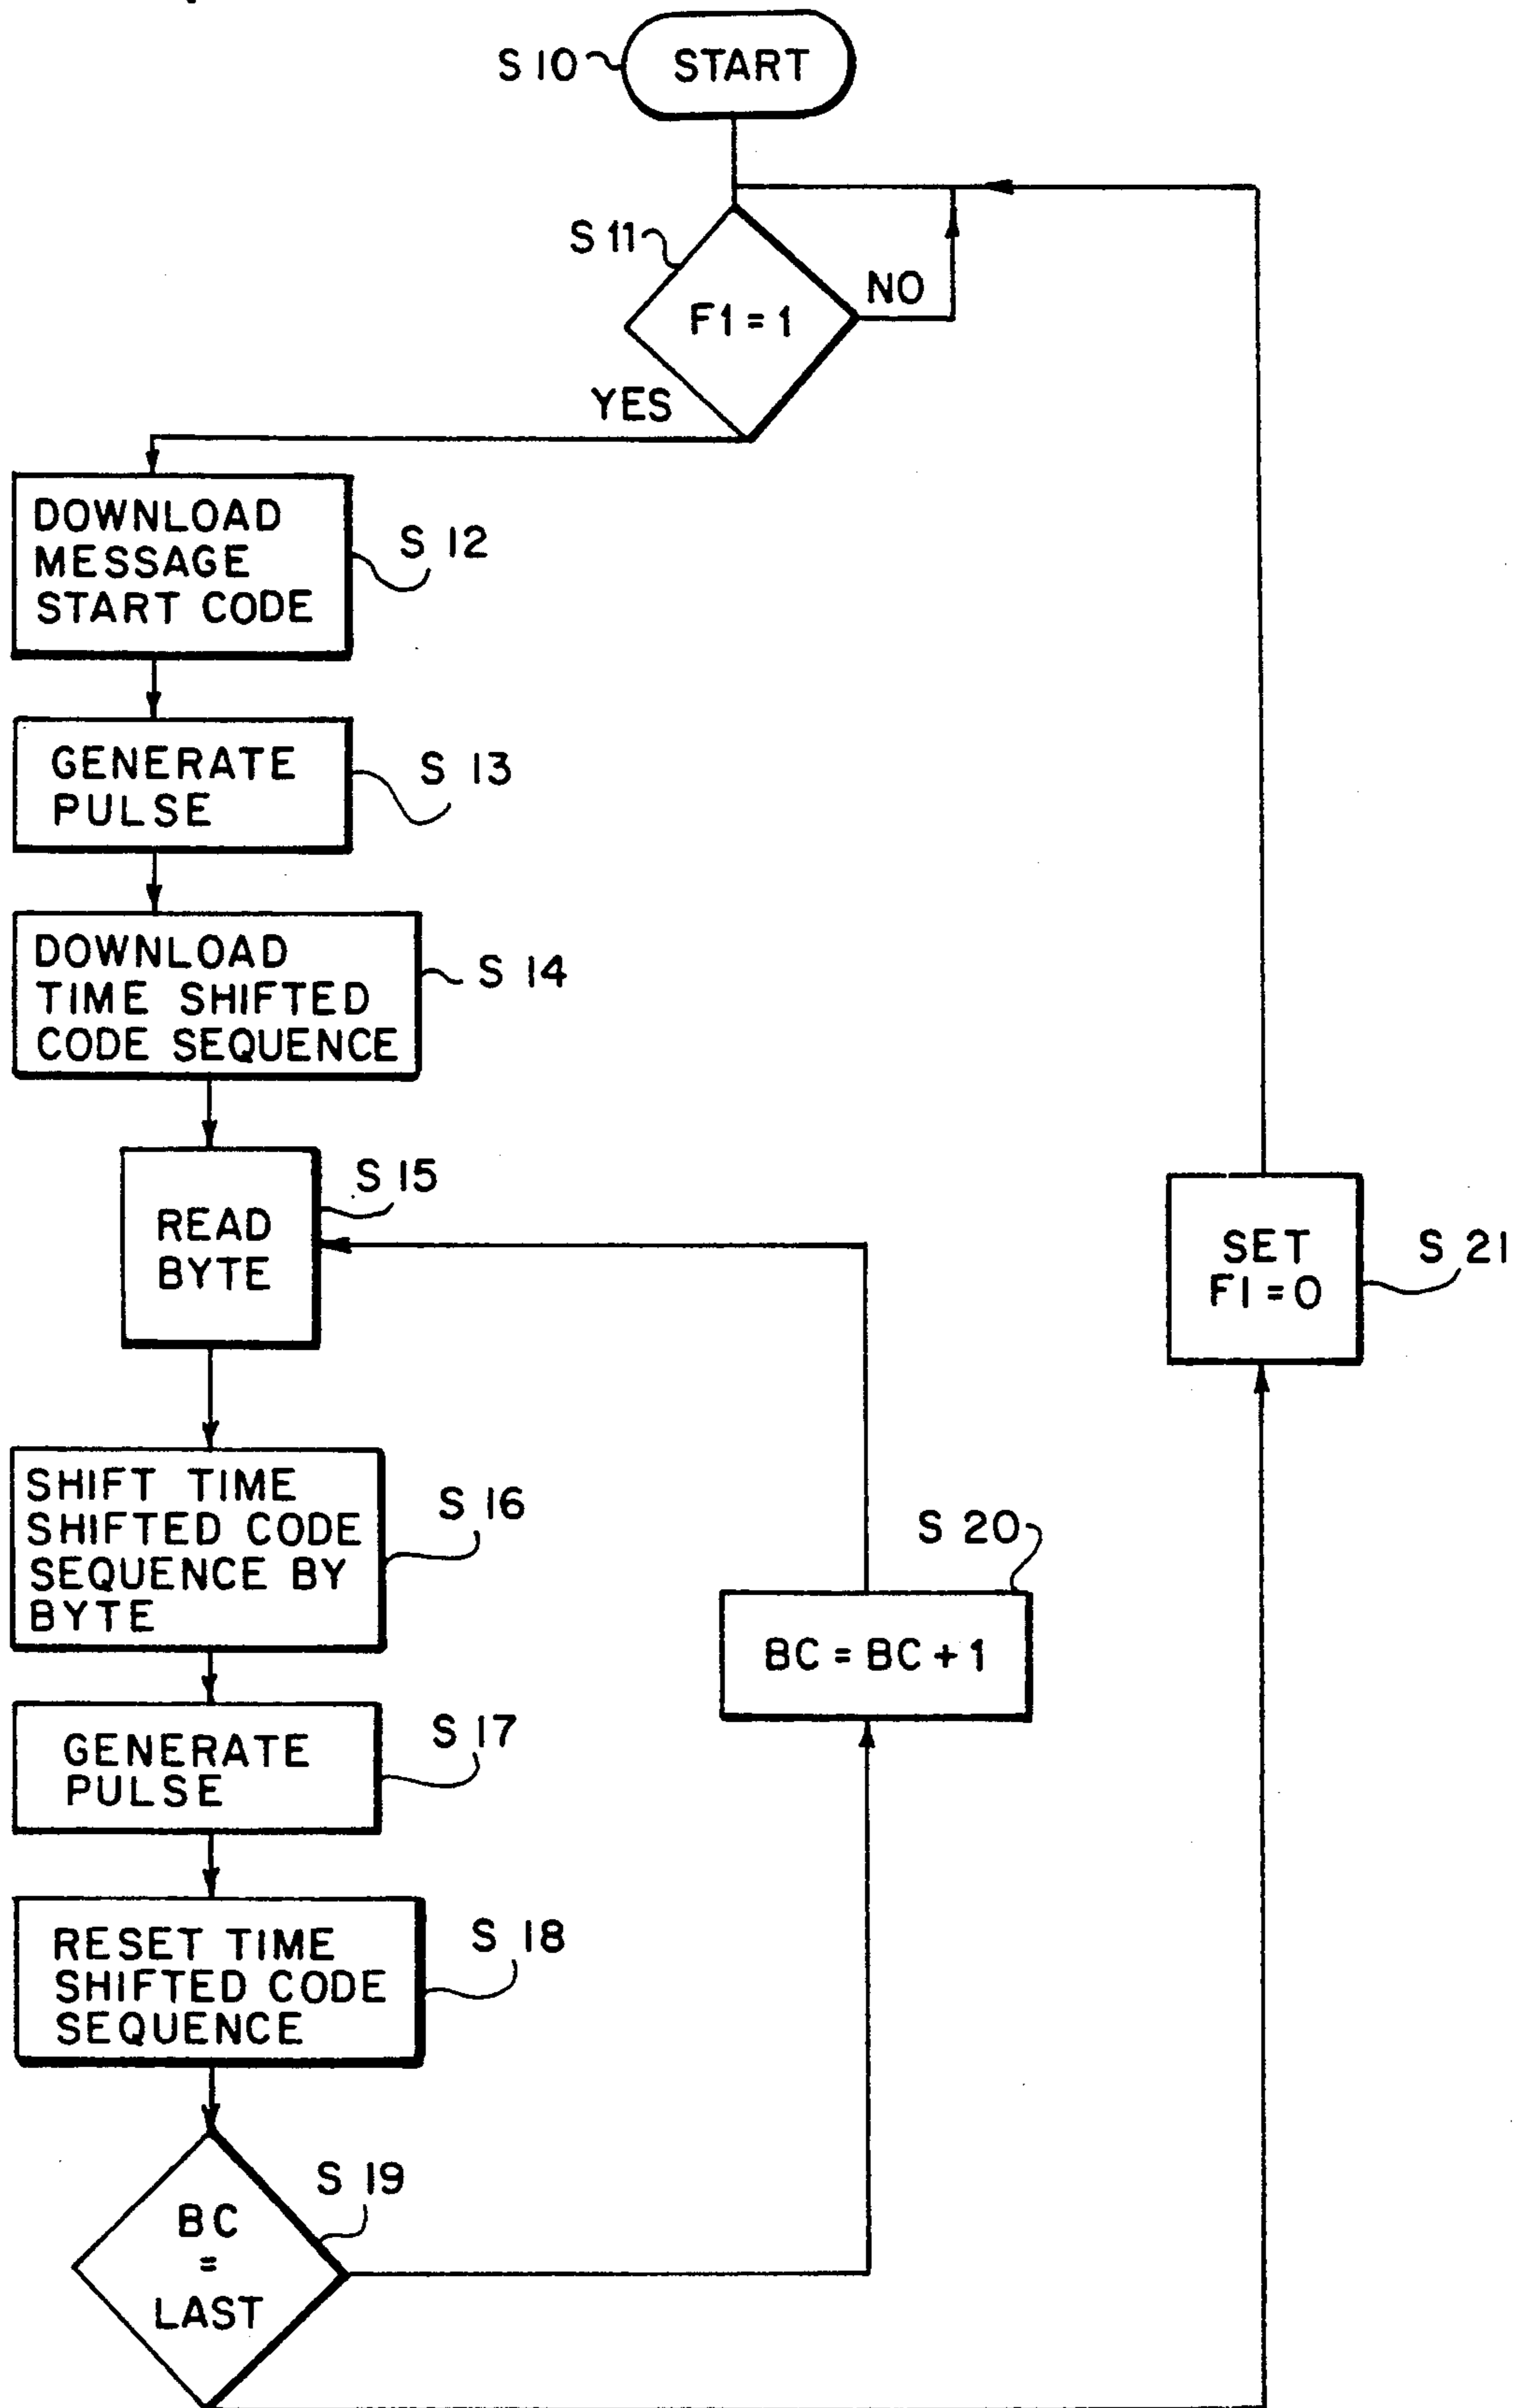 S 10
START
S 11
F1 = 1
NO
YES
DOWNLOAD
MESSAGE
START CODE
S 12
GENERATE
PULSE
S 13
DOWNLOAD
TIME SHIFTED
CODE SEQUENCE
S 14
READ
BYTE
S 15
SET
F1 = 0
S 21
SHIFT TIME
SHIFTED CODE
SEQUENCE BY
BYTE
S 16
S 20
BC = BC + 1
GENERATE
PULSE
S 17
RESET TIME
SHIFTED CODE
SEQUENCE
S 18
BC
=
LAST
S 19